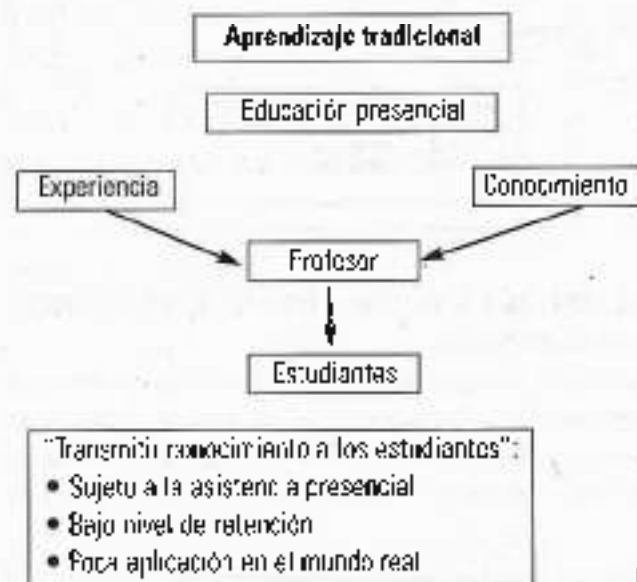 Aprendizaje tradicional
Educación presencial
Experiencia
Conocimiento
Profesor
Estudiantes
"Transmitir conocimiento a los estudiantes":
• Sujeto a la asistencia presencial
• Bajo nivel de retención
• Poca aplicación en el mundo real